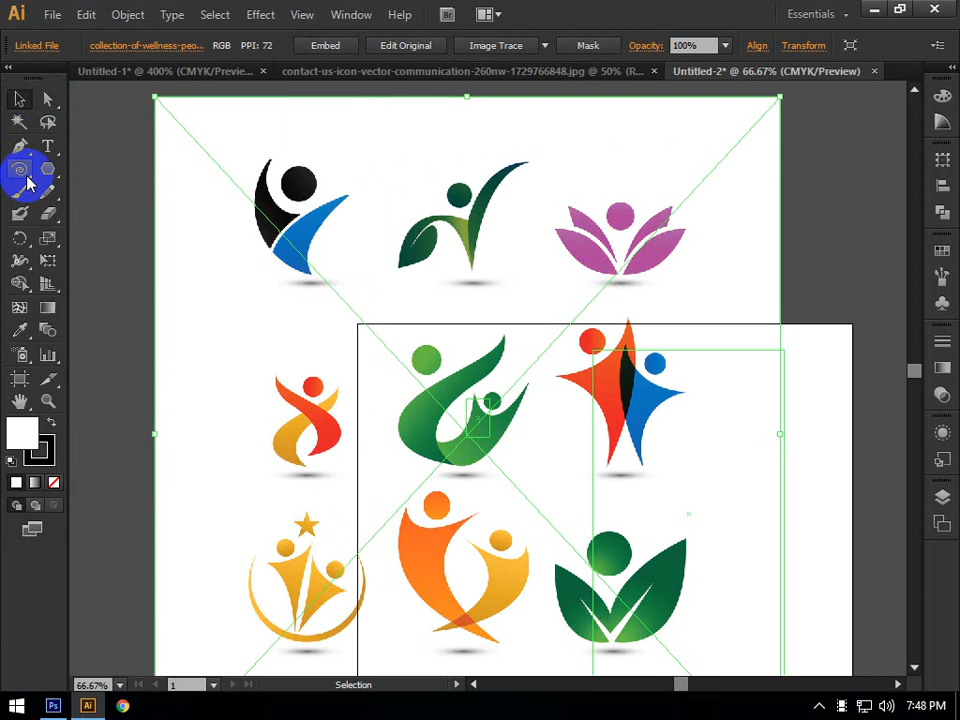 Ai File Edit Object Type Select Effect View Window Help Br Essentials
Linked File collection-of-wellness-peo... RGB PPI: 72 Embed Edit Original Image Trace Mask Opacity: 100% Align Transform
Untitled-1* @ 400% (CMYK/Previe... × contact-us-icon-vector-communication-260nw-1729766848.jpg @ 50% (R... × Untitled-2* @ 66.67% (CMYK/Preview) ×
T
66.67% 1 Selection
Ps Ai 7:48 PM